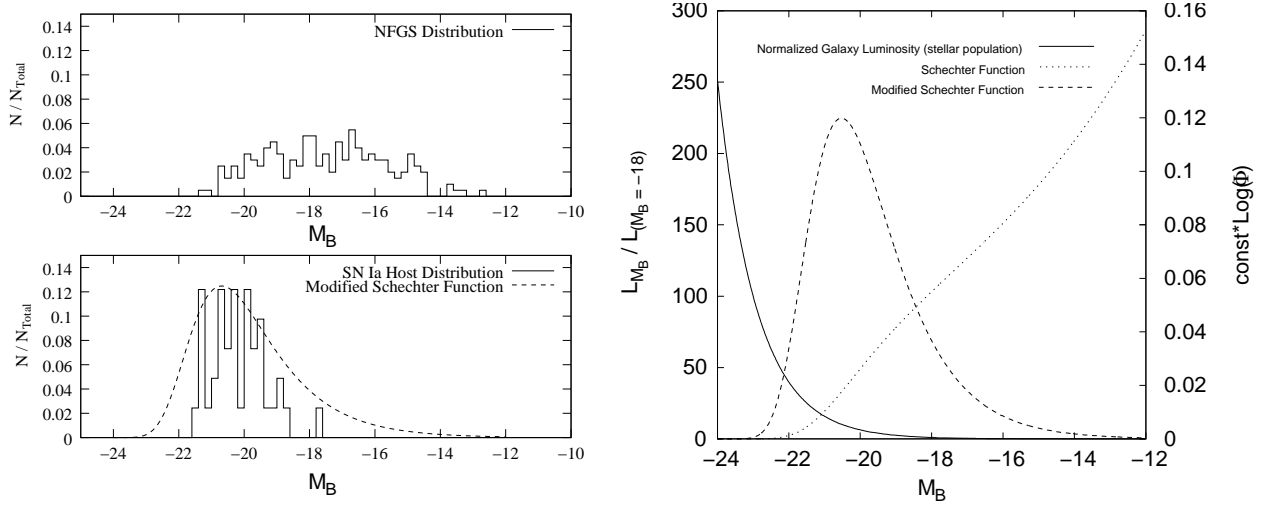 NFGS Distribution
N / N_Total
0.14
0.12
0.1
0.08
0.06
0.04
0.02
0
−24 −22 −20 −18 −16 −14 −12 −10
M_B
SN Ia Host Distribution
Modified Schechter Function
N / N_Total
0.14
0.12
0.1
0.08
0.06
0.04
0.02
0
−24 −22 −20 −18 −16 −14 −12 −10
M_B
Normalized Galaxy Luminosity (stellar population)
Schechter Function
Modified Schechter Function
L_{M_B} / L_{(M_B = −18)}
300
250
200
150
100
50
0
−24 −22 −20 −18 −16 −14 −12
M_B
0.16
0.14
0.12
0.10
0.08
0.06
0.04
0.02
0
const*Log(Φ)